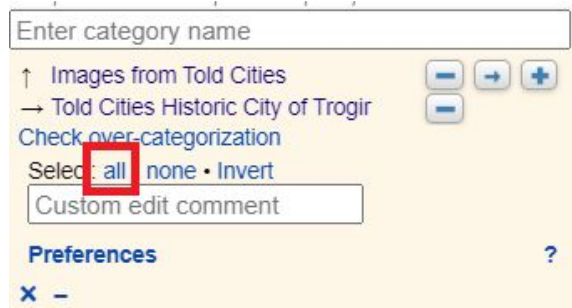 Enter category name
↑ Images from Told Cities
→ Told Cities Historic City of Trogir
Check over-categorization
Select: all none • Invert
Custom edit comment
Preferences ?
× –